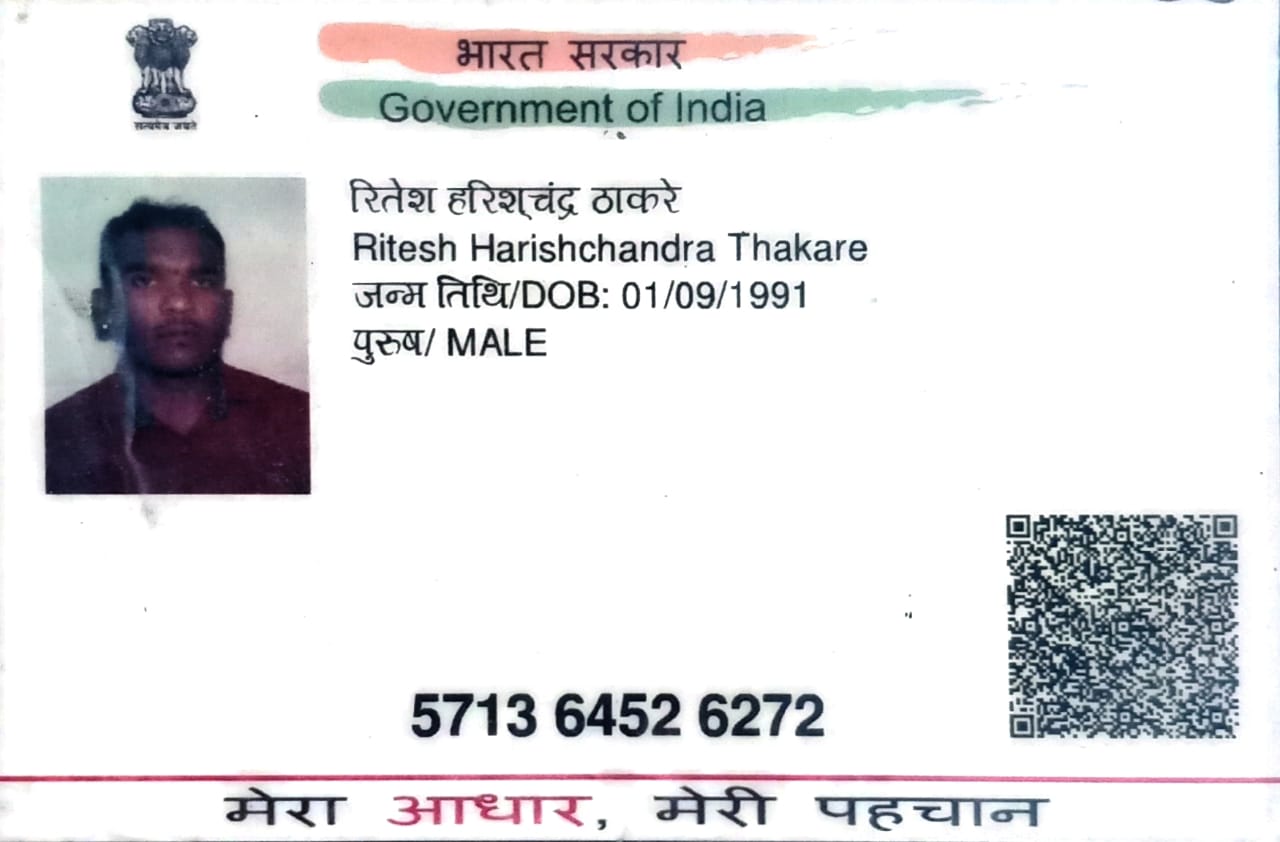 सत्यमेव जयते
भारत सरकार
Government of India
रितेश हरिश्चंद्र ठाकरे
Ritesh Harishchandra Thakare
जन्म तिथि/DOB: 01/09/1991
पुरुष/ MALE
5713 6452 6272
मेरा आधार, मेरी पहचान